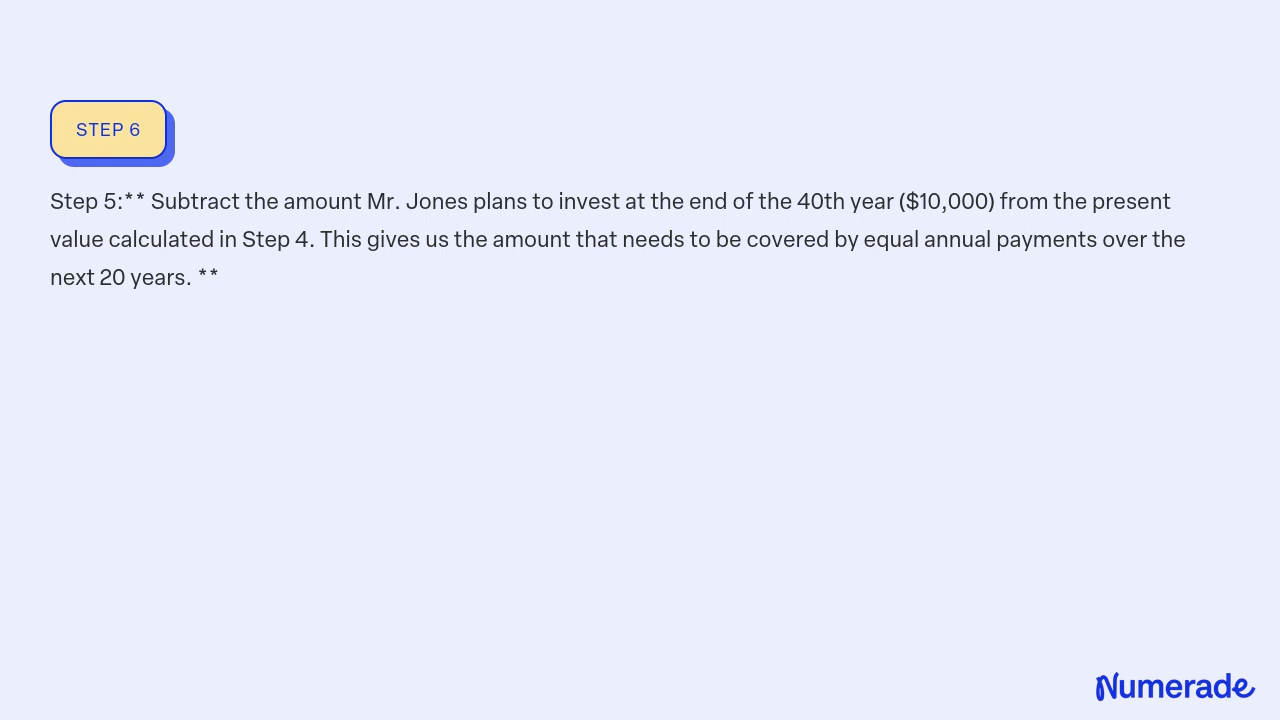 STEP 6
Step 5:** Subtract the amount Mr. Jones plans to invest at the end of the 40th year ($10,000) from the present
value calculated in Step 4. This gives us the amount that needs to be covered by equal annual payments over the
next 20 years. **
Numerade